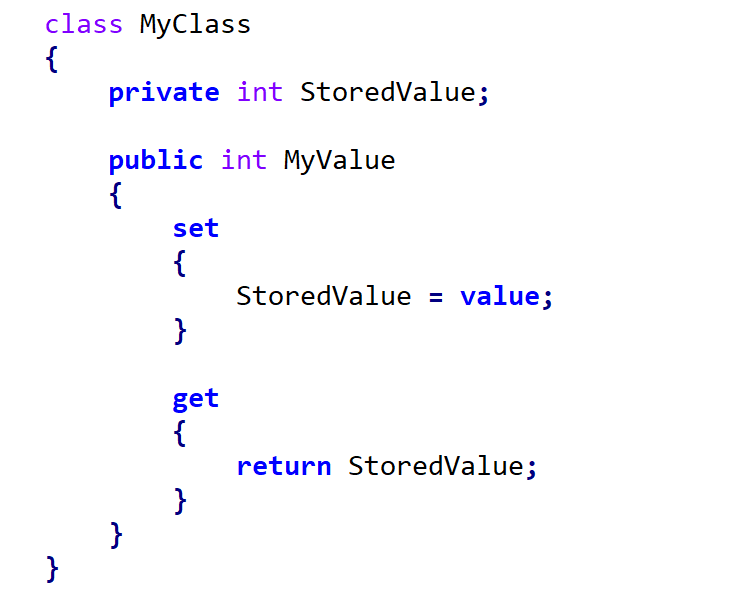 class MyClass
{
    private int StoredValue;

    public int MyValue
    {
        set
        {
            StoredValue = value;
        }

        get
        {
            return StoredValue;
        }
    }
}